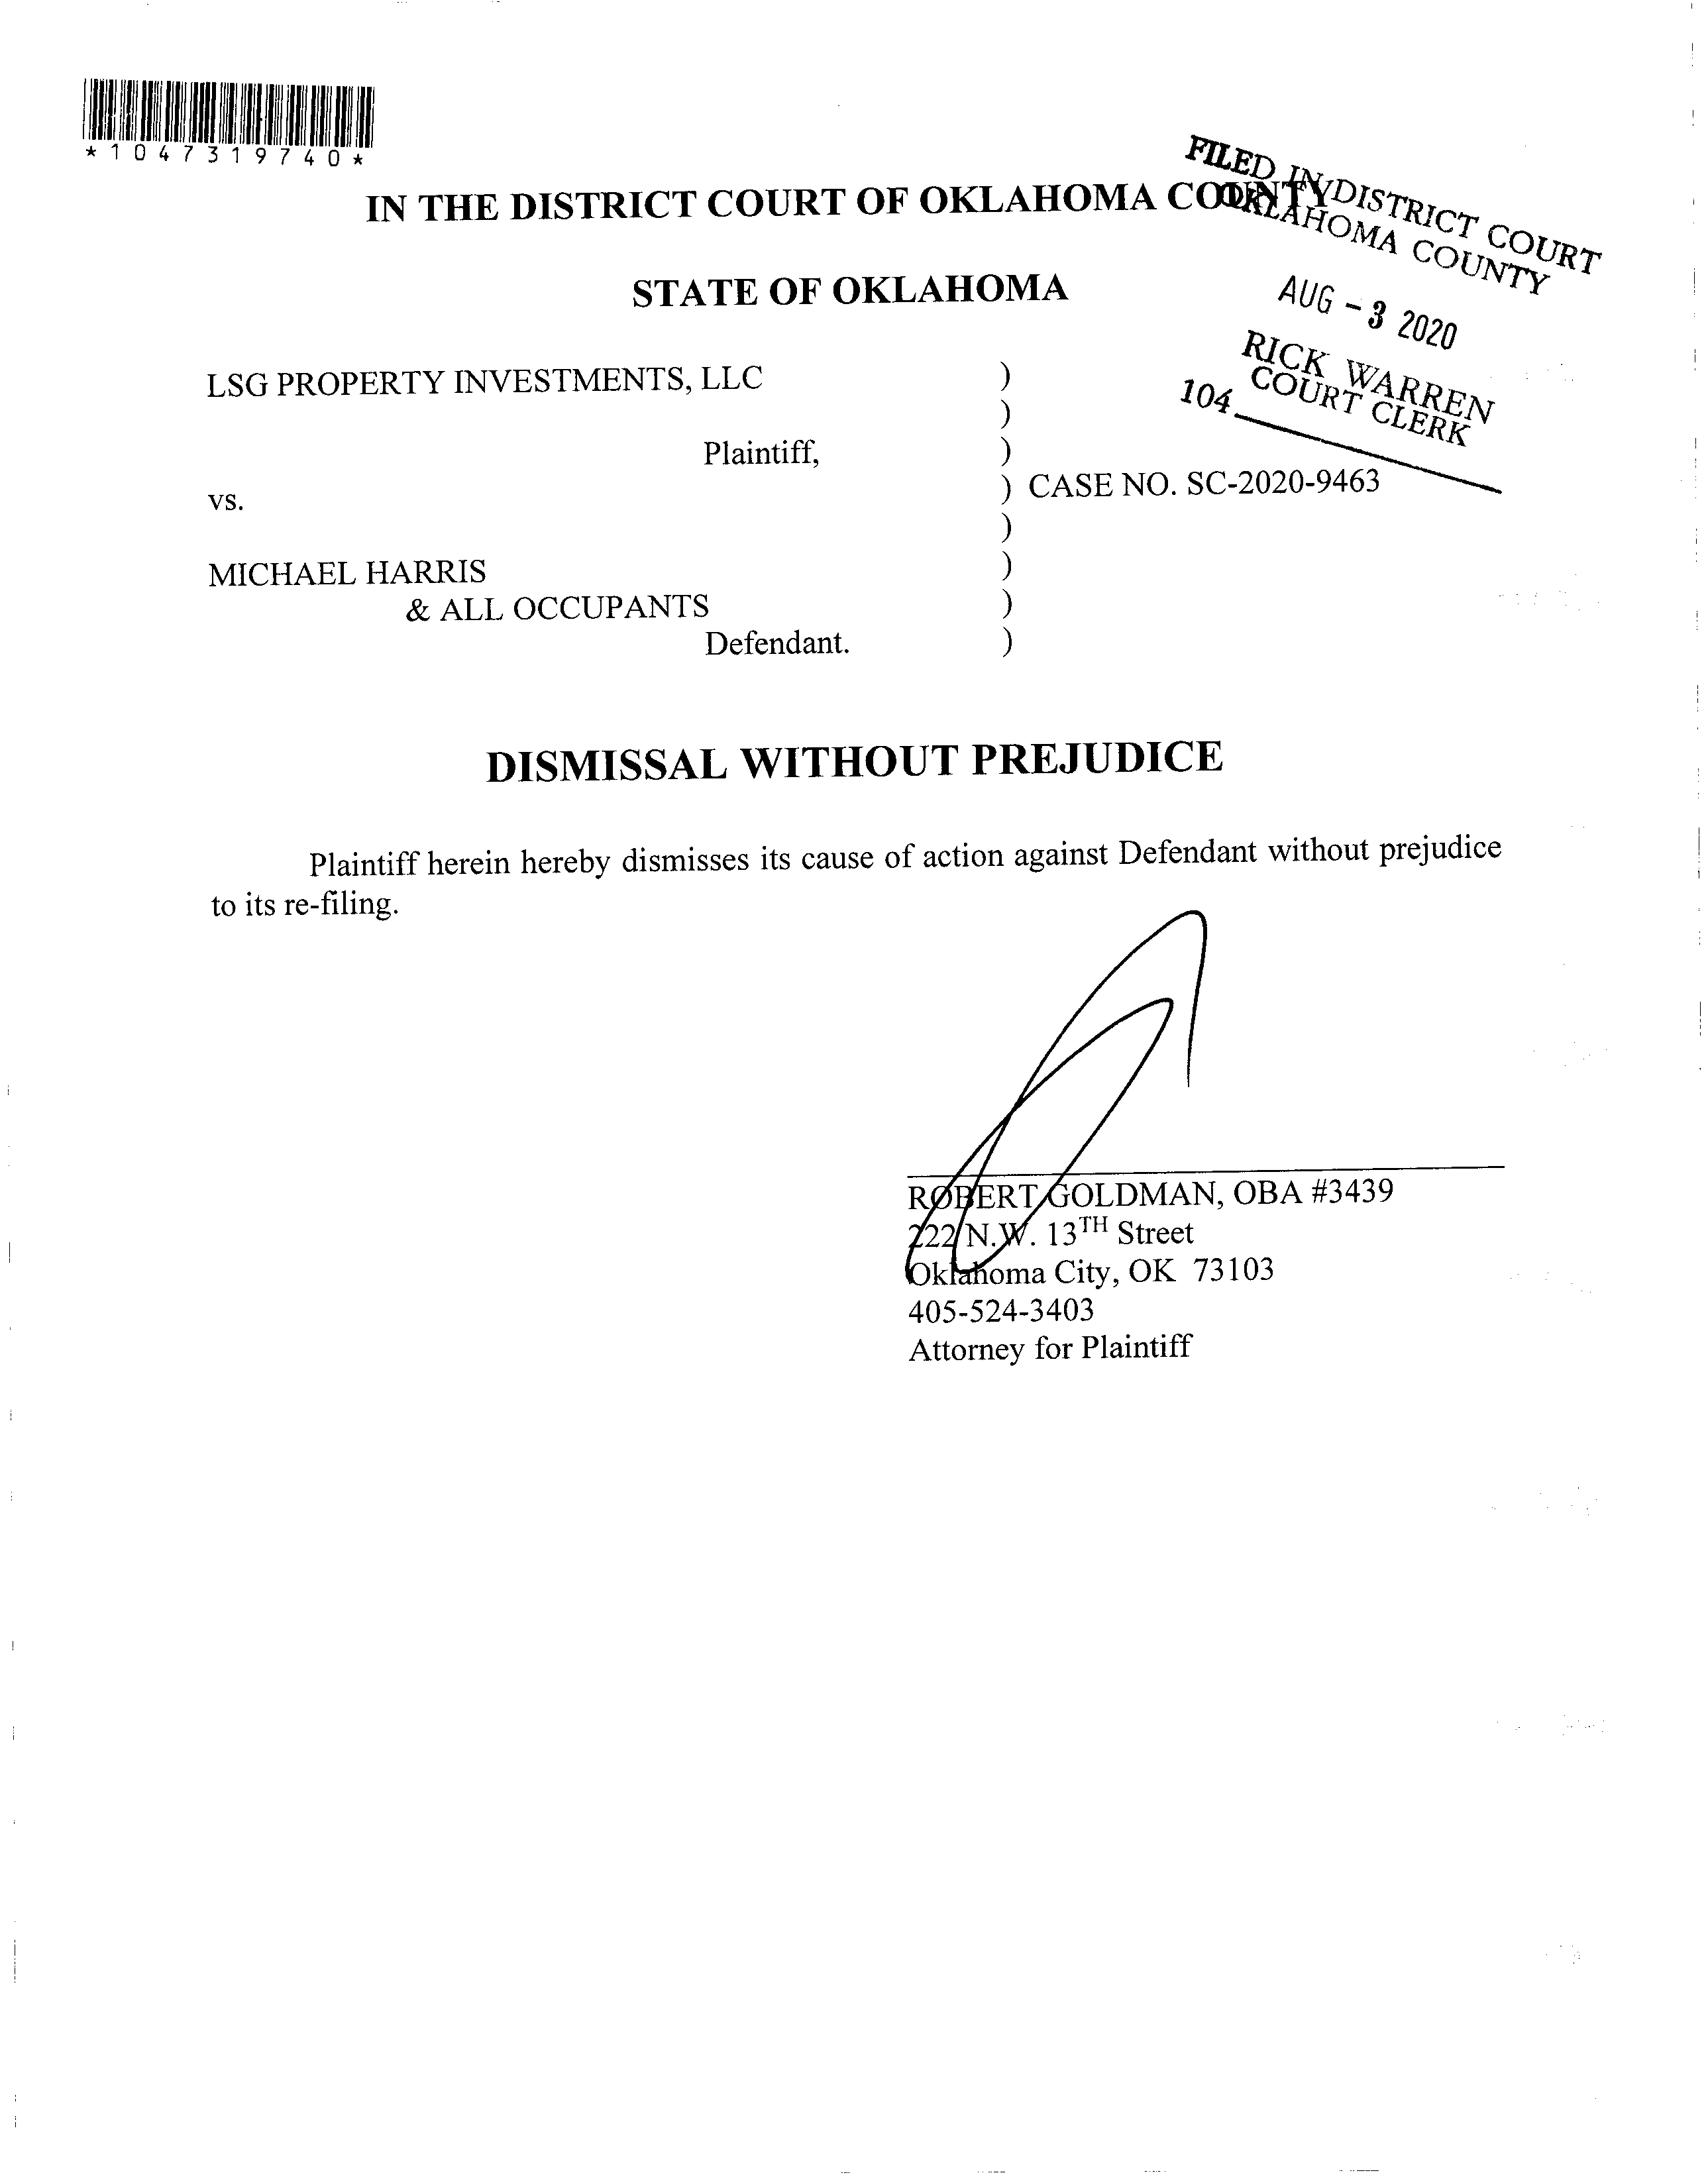 *1047319740*
FILED IN DISTRICT COURT
OKLAHOMA COUNTY
IN THE DISTRICT COURT OF OKLAHOMA COUNTY
STATE OF OKLAHOMA
AUG - 3 2020
RICK WARREN
COURT CLERK
104
LSG PROPERTY INVESTMENTS, LLC )
)
Plaintiff, )
vs. ) CASE NO. SC-2020-9463
)
MICHAEL HARRIS )
& ALL OCCUPANTS )
Defendant. )
DISMISSAL WITHOUT PREJUDICE
Plaintiff herein hereby dismisses its cause of action against Defendant without prejudice
to its re-filing.
ROBERT GOLDMAN, OBA #3439
222 N.W. 13TH Street
Oklahoma City, OK 73103
405-524-3403
Attorney for Plaintiff